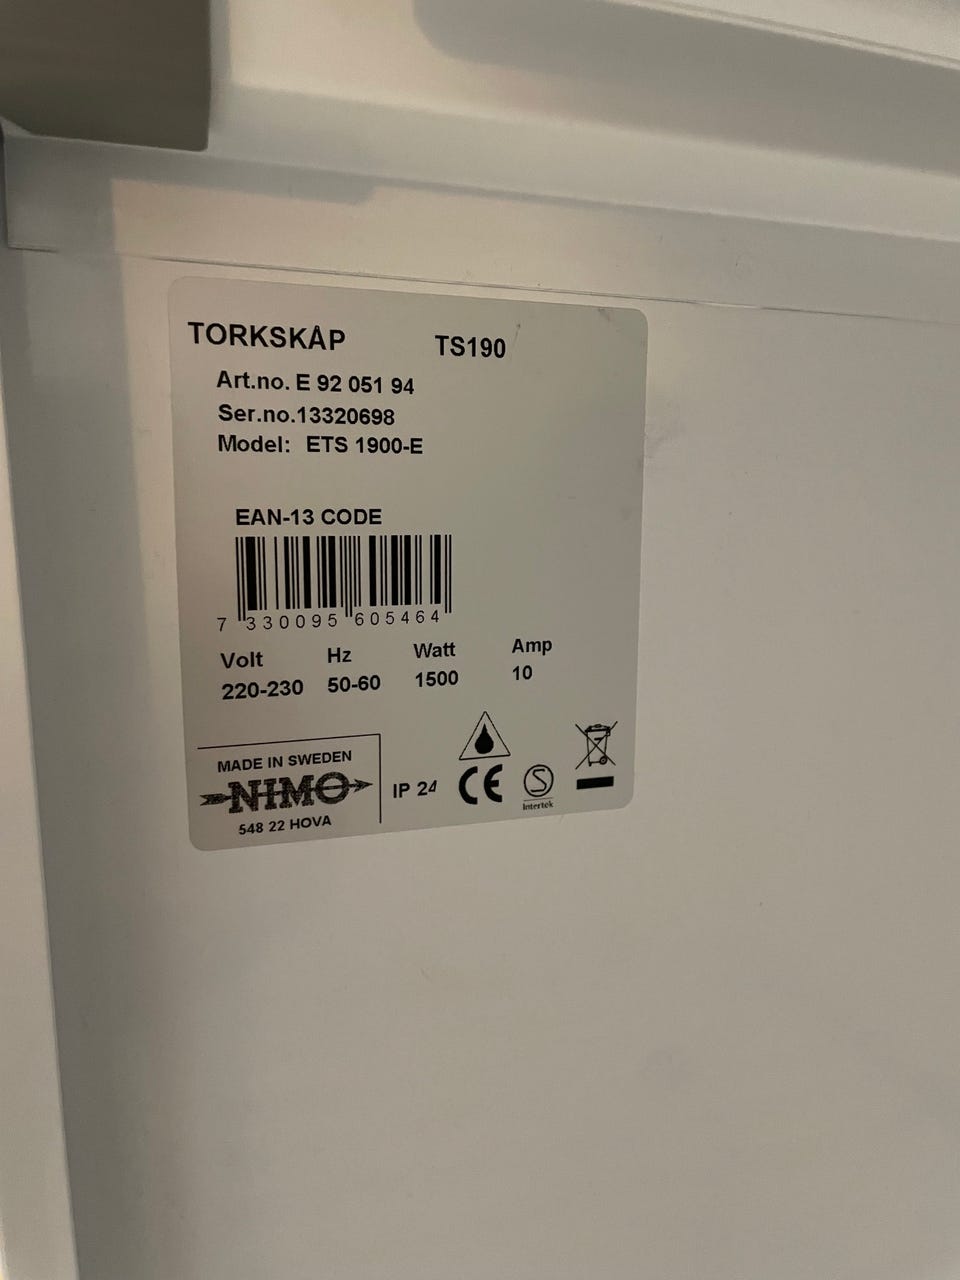 TORKSKÅP TS190
Art.no. E 92 051 94
Ser.no.13320698
Model: ETS 1900-E
EAN-13 CODE
7 330095 605464
Volt Hz Watt Amp
220-230 50-60 1500 10
MADE IN SWEDEN
NIMO
548 22 HOVA
IP 24
CE
S
Intertek